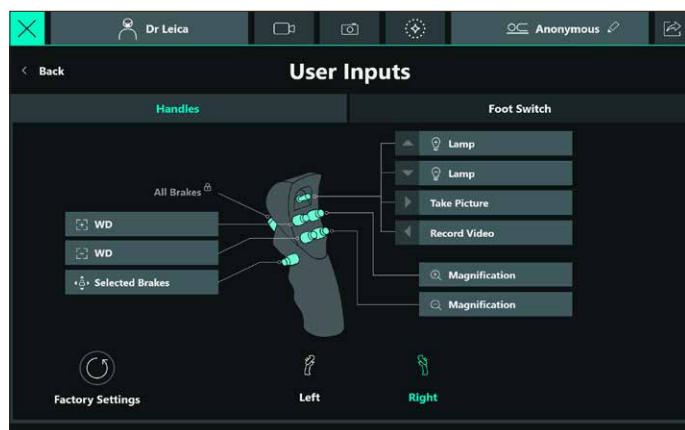 Dr Leica
Anonymous
Back
User Inputs
Handles
Foot Switch
All Brakes
WD
WD
Selected Brakes
Lamp
Lamp
Take Picture
Record Video
Magnification
Magnification
Factory Settings
Left
Right